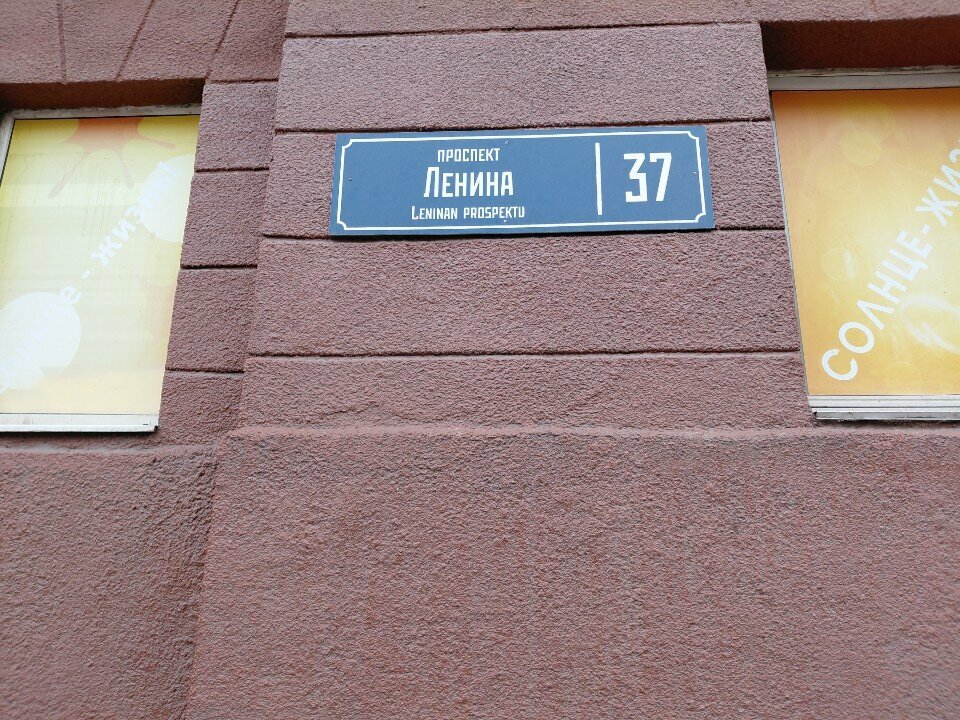 ПРОСПЕКТ
ЛЕНИНА
LENINAN PROSPEKTU
37
СОЛНЦЕ-ЖИЗ